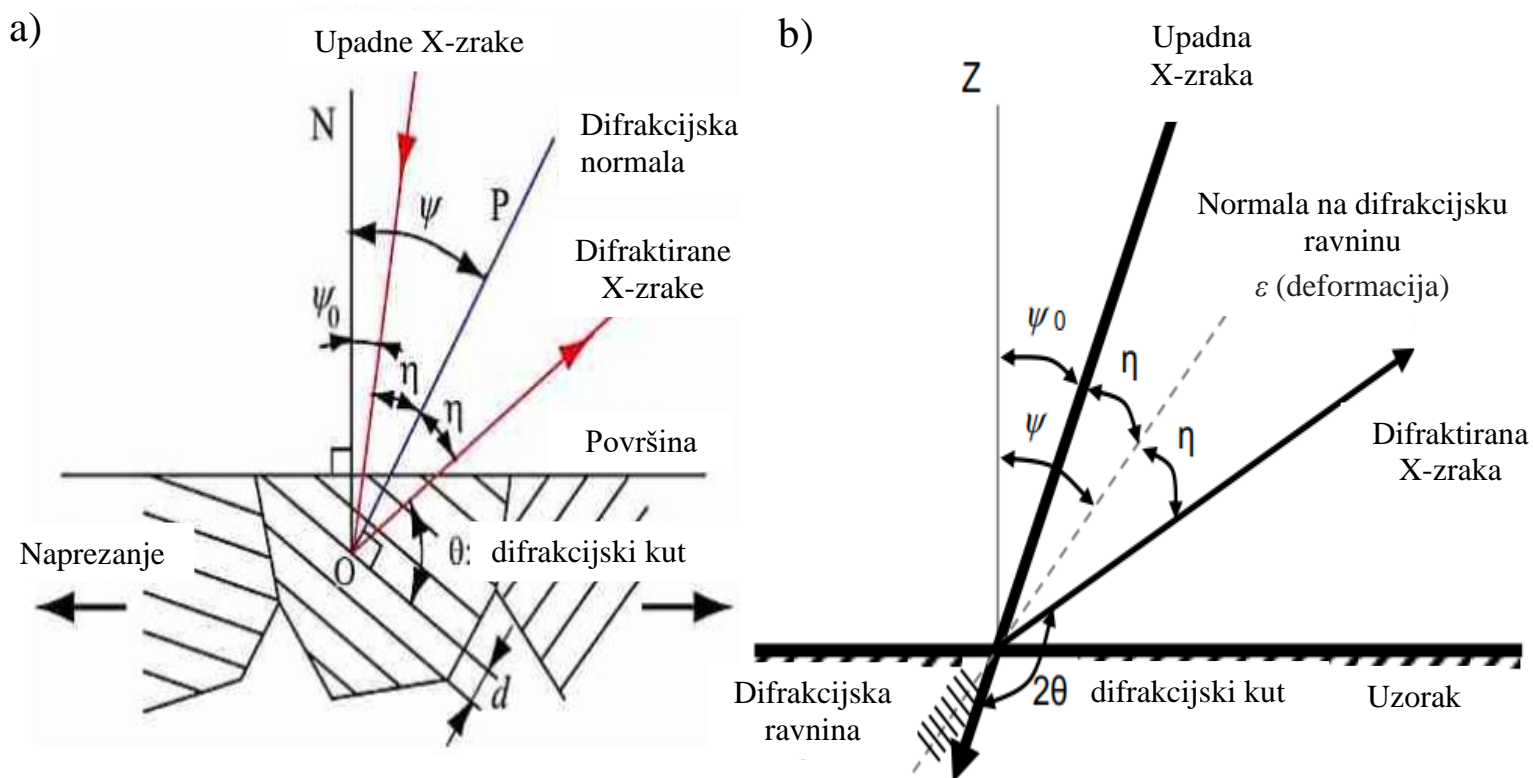 a)
Upadne X-zrake
N
Difrakcijska
normala
P
ψ
Difraktirane
X-zrake
ψ0
η
η
Površina
Naprezanje
O
θ:
difrakcijski kut
d
b)
Upadna
X-zraka
Z
Normala na difrakcijsku
ravninu
ε (deformacija)
ψ0
η
ψ
η
Difraktirana
X-zraka
Difrakcijska
ravnina
2θ
difrakcijski kut
Uzorak